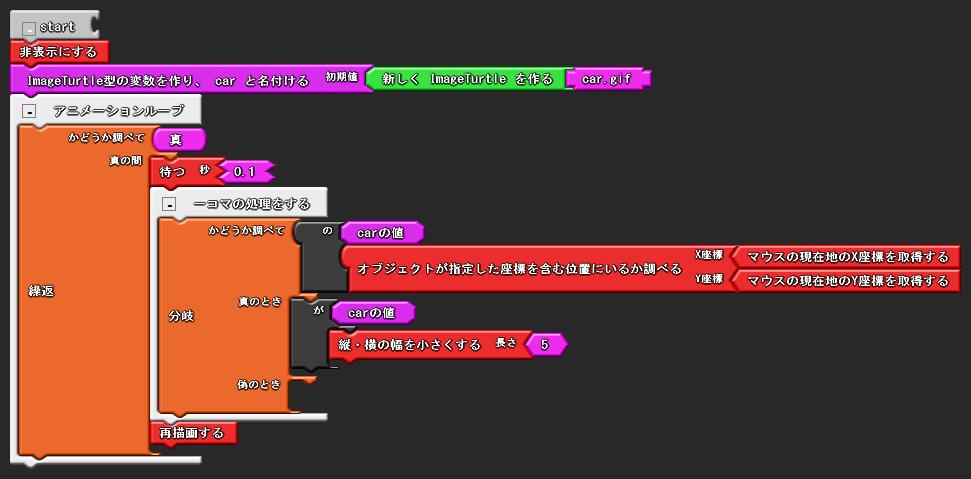 - start
非表示にする
ImageTurtle型の変数を作り、 car と名付ける 初期値 新しく ImageTurtle を作る car.gif
- アニメーションループ
かどうか調べて 真
真の間
待つ 秒 0.1
- 一コマの処理をする
かどうか調べて の carの値
オブジェクトが指定した座標を含む位置にいるか調べる X座標 マウスの現在地のX座標を取得する
Y座標 マウスの現在地のY座標を取得する
繰返
分岐
真のとき が carの値
縦・横の幅を小さくする 長さ 5
偽のとき
再描画する